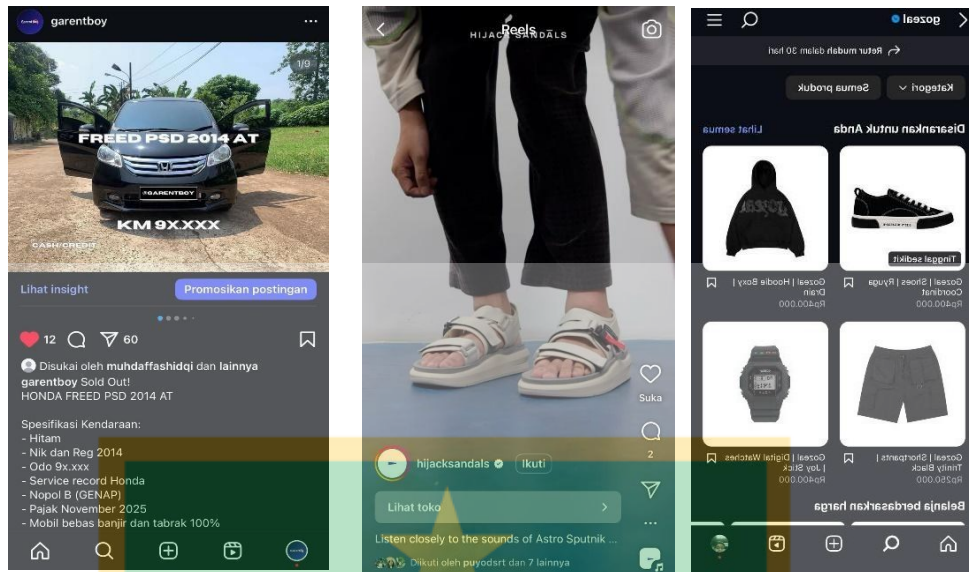 garentboy
1/9
FREED PSD 2014 AT
@GARENTBOY
KM 9X.XXX
CASH/CREDIT
Lihat insight
Promosikan postingan
12
60
Disukai oleh muhdaffashidqi dan lainnya
garentboy Sold Out!
HONDA FREED PSD 2014 AT
Spesifikasi Kendaraan:
- Hitam
- Nik dan Reg 2014
- Odo 9x.xxx
- Service record Honda
- Nopol B (GENAP)
- Pajak November 2025
- Mobil bebas banjir dan tabrak 100%
Reels
HIJACK SANDALS
Suka
2
hijacksandals
Ikuti
Lihat toko
Listen closely to the sounds of Astro Sputnik ...
Diikuti oleh puyodsrt dan 7 lainnya
gozeal
Retur mudah dalam 30 hari
Kategori
Semua produk
Disarankan untuk Anda
Lihat semua
Tinggal sedikit
Gozeal | Shoes | Ryuga
Coordinat
Rp400.000
Gozeal | Hoodie Boxy |
Drain
Rp400.000
Gozeal | Shortpants |
Trinity Black
Rp250.000
Gozeal | Digital Watches
| Joy Stick
Rp400.000
Belanja berdasarkan harga